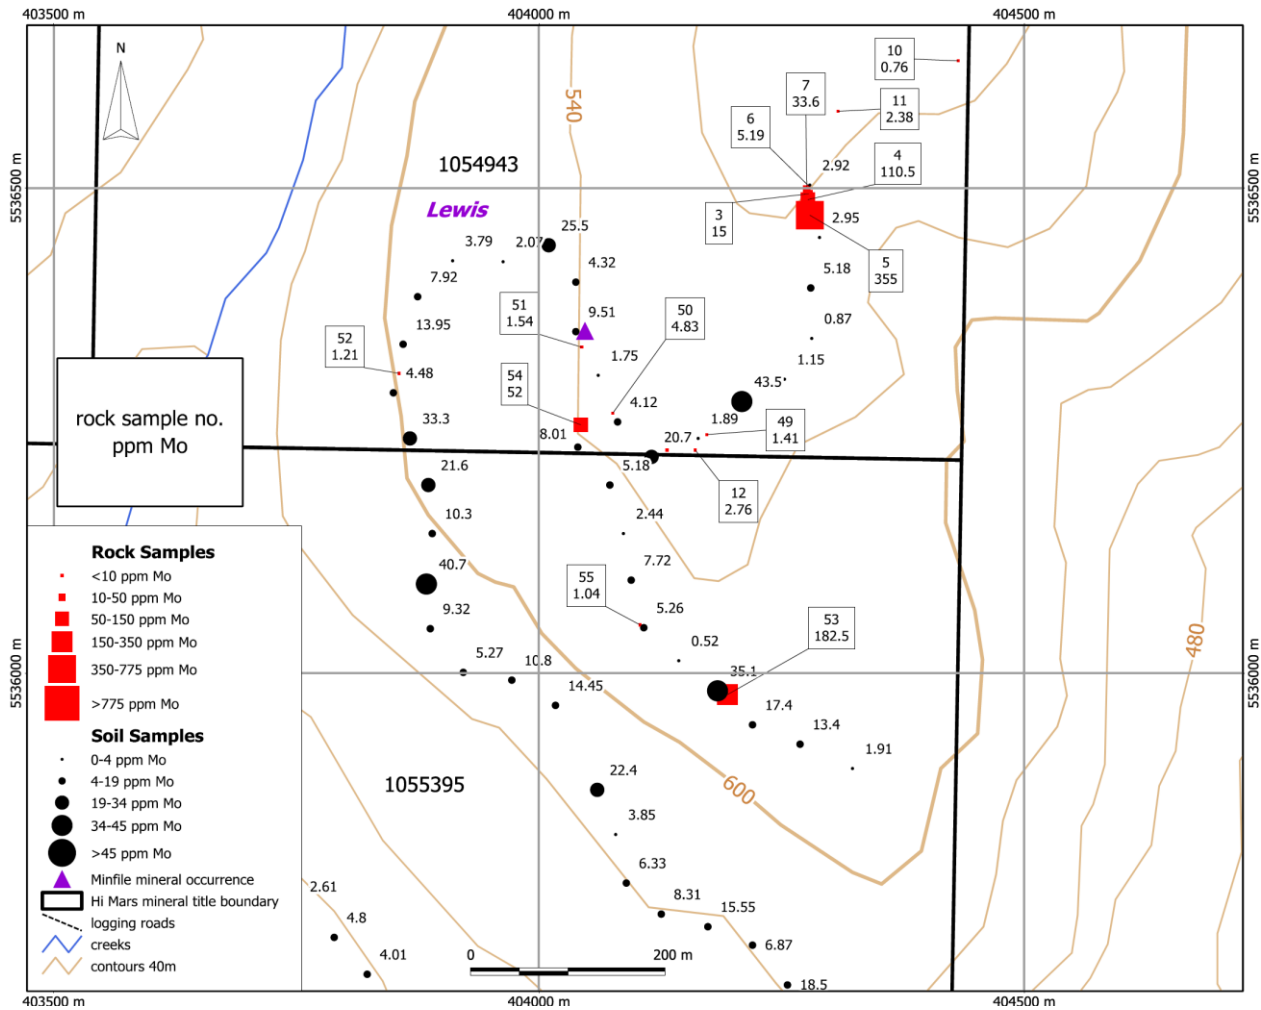 403500 m
404000 m
404500 m
N
10
0.76
7
33.6
11
2.38
540
6
5.19
4
110.5
2.92
1054943
5536500 m
5536500 m
Lewis
3
15
2.95
25.5
3.79
2.07
4.32
5.18
5
355
7.92
51
1.54
50
4.83
9.51
13.95
0.87
52
1.21
1.75
1.15
4.48
54
52
43.5
4.12
1.89
33.3
49
1.41
8.01
20.7
rock sample no.
ppm Mo
21.6
5.18
12
2.76
10.3
2.44
40.7
7.72
55
1.04
9.32
5.26
53
182.5
480
5.27
10.8
0.52
35.1
5536000 m
5536000 m
14.45
17.4
13.4
1.91
22.4
600
1055395
3.85
6.33
8.31
15.55
2.61
4.8
6.87
4.01
18.5
Rock Samples
<10 ppm Mo
10-50 ppm Mo
50-150 ppm Mo
150-350 ppm Mo
350-775 ppm Mo
>775 ppm Mo
Soil Samples
0-4 ppm Mo
4-19 ppm Mo
19-34 ppm Mo
34-45 ppm Mo
>45 ppm Mo
Minfile mineral occurrence
Hi Mars mineral title boundary
logging roads
creeks
contours 40m
0
200 m
403500 m
404000 m
404500 m